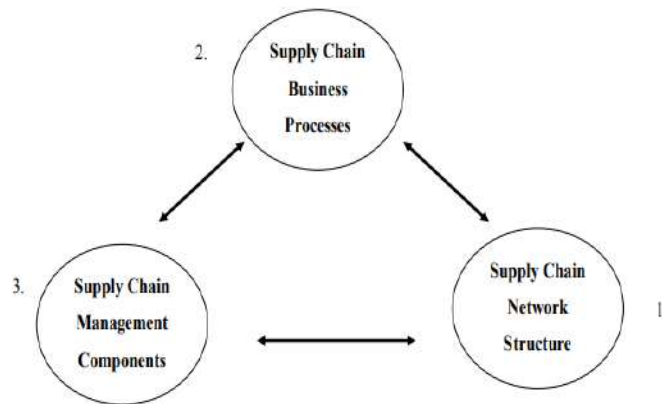 2.
Supply Chain
Business
Processes
3.
Supply Chain
Management
Components
Supply Chain
Network
Structure
1